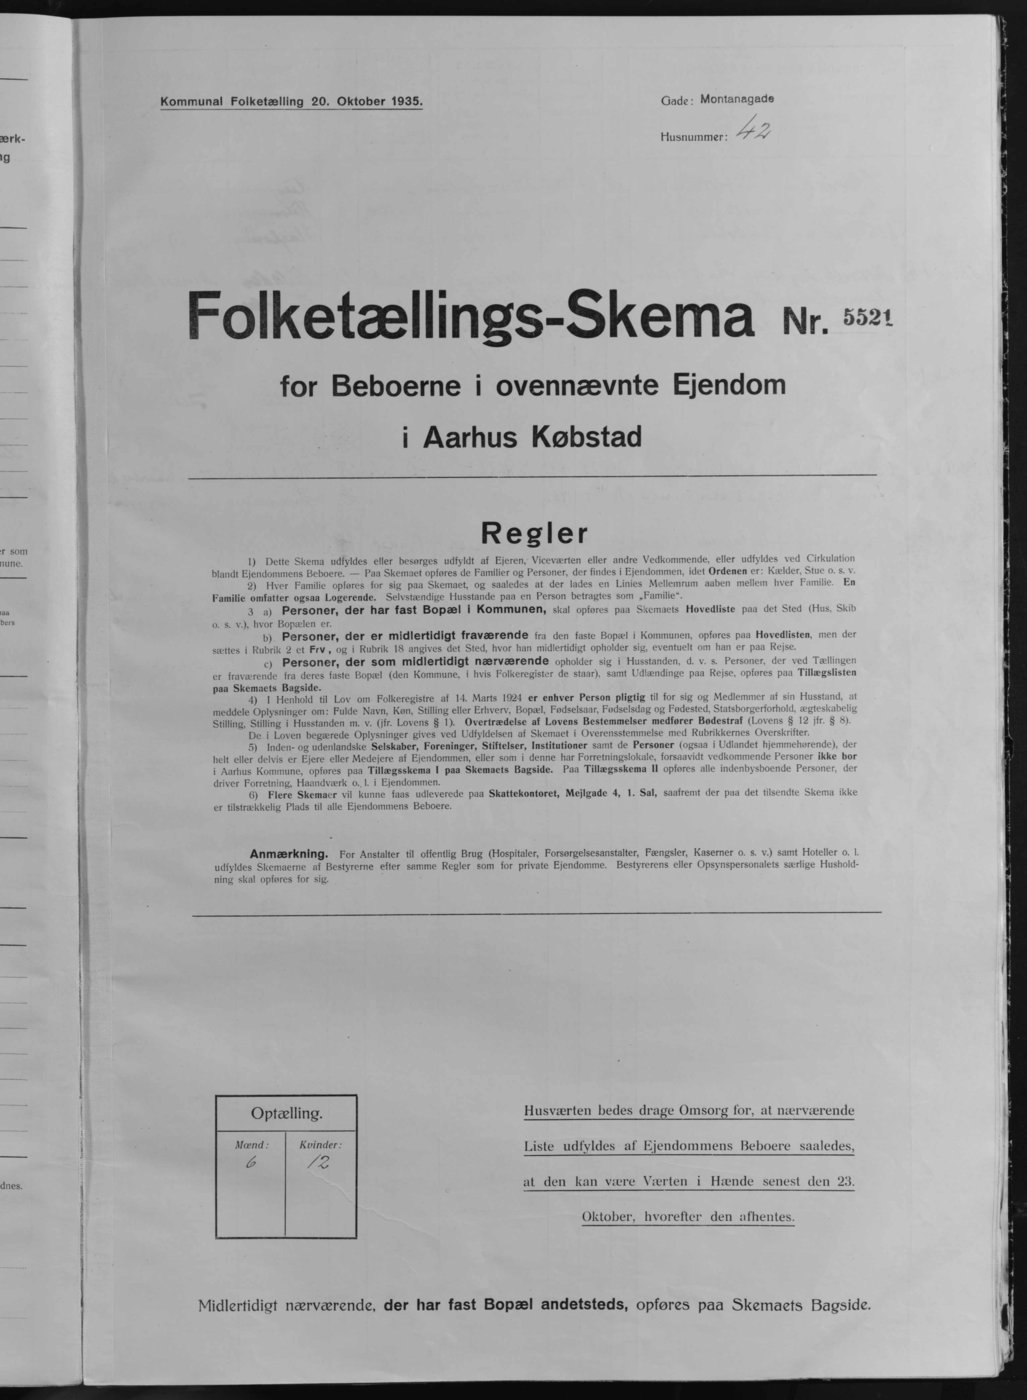 Kommunal Folketælling 20. Oktober 1935.
Gade: Montanagade
Husnummer: 42
Folketællings-Skema Nr. 5521
for Beboerne i ovennævnte Ejendom
i Aarhus Købstad
Regler
1) Dette Skema udfyldes eller besørges udfyldt af Ejeren, Viceværten eller andre Vedkommende, eller udfyldes ved Cirkulation
blandt Ejendommens Beboere. — Paa Skemaet opføres de Familier og Personer, der findes i Ejendommen, idet Ordenen er: Kælder, Stue o. s. v.
2) Hver Familie opføres for sig paa Skemaet, og saaledes at der lades en Linies Mellemrum aaben mellem hver Familie. En
Familie omfatter ogsaa Logerende. Selvstændige Husstande paa en Person betragtes som „Familie“.
3 a) Personer, der har fast Bopæl i Kommunen, skal opføres paa Skemaets Hovedliste paa det Sted (Hus, Skib
o. s. v.), hvor Bopælen er.
b) Personer, der er midlertidigt fraværende fra den faste Bopæl i Kommunen, opføres paa Hovedlisten, men der
sættes i Rubrik 2 et Frv, og i Rubrik 18 angives det Sted, hvor han midlertidigt opholder sig, eventuelt om han er paa Rejse.
c) Personer, der som midlertidigt nærværende opholder sig i Husstanden, d. v. s. Personer, der ved Tællingen
er fraværende fra deres faste Bopæl (den Kommune, i hvis Folkeregister de staar), samt Udlændinge paa Rejse, opføres paa Tillægslisten
paa Skemaets Bagside.
4) I Henhold til Lov om Folkeregistre af 14. Marts 1924 er enhver Person pligtig til for sig og Medlemmer af sin Husstand, at
meddele Oplysninger om: Fulde Navn, Køn, Stilling eller Erhverv, Bopæl, Fødselsaar, Fødselsdag og Fødested, Statsborgerforhold, ægteskabelig
Stilling, Stilling i Husstanden m. v. (jfr. Lovens § 1). Overtrædelse af Lovens Bestemmelser medfører Bødestraf (Lovens § 12 jfr. § 8).
De i Loven begærede Oplysninger gives ved Udfyldelsen af Skemaet i Overensstemmelse med Rubrikkernes Overskrifter.
5) Inden- og udenlandske Selskaber, Foreninger, Stiftelser, Institutioner samt de Personer (ogsaa i Udlandet hjemmehørende), der
helt eller delvis er Ejere eller Medejere af Ejendommen, eller som i denne har Forretningslokale, forsaavidt vedkommende Personer ikke bor
i Aarhus Kommune, opføres paa Tillægsskema I paa Skemaets Bagside. Paa Tillægsskema II opføres alle indenbysboende Personer, der
driver Forretning, Haandværk o. l. i Ejendommen.
6) Flere Skemaer vil kunne faas udleverede paa Skattekontoret, Mejlgade 4, 1. Sal, saafremt der paa det tilsendte Skema ikke
er tilstrækkelig Plads til alle Ejendommens Beboere.
Anmærkning. For Anstalter til offentlig Brug (Hospitaler, Forsørgelsesanstalter, Fængsler, Kaserner o. s. v.) samt Hoteller o. l.
udfyldes Skemaerne af Bestyrerne efter samme Regler som for private Ejendomme. Bestyrerens eller Opsynspersonalets særlige Hushold-
ning skal opføres for sig.
Optælling.
Mænd: Kvinder:
6 12
Husværten bedes drage Omsorg for, at nærværende
Liste udfyldes af Ejendommens Beboere saaledes,
at den kan være Værten i Hænde senest den 23.
Oktober, hvorefter den afhentes.
Midlertidigt nærværende, der har fast Bopæl andetsteds, opføres paa Skemaets Bagside.